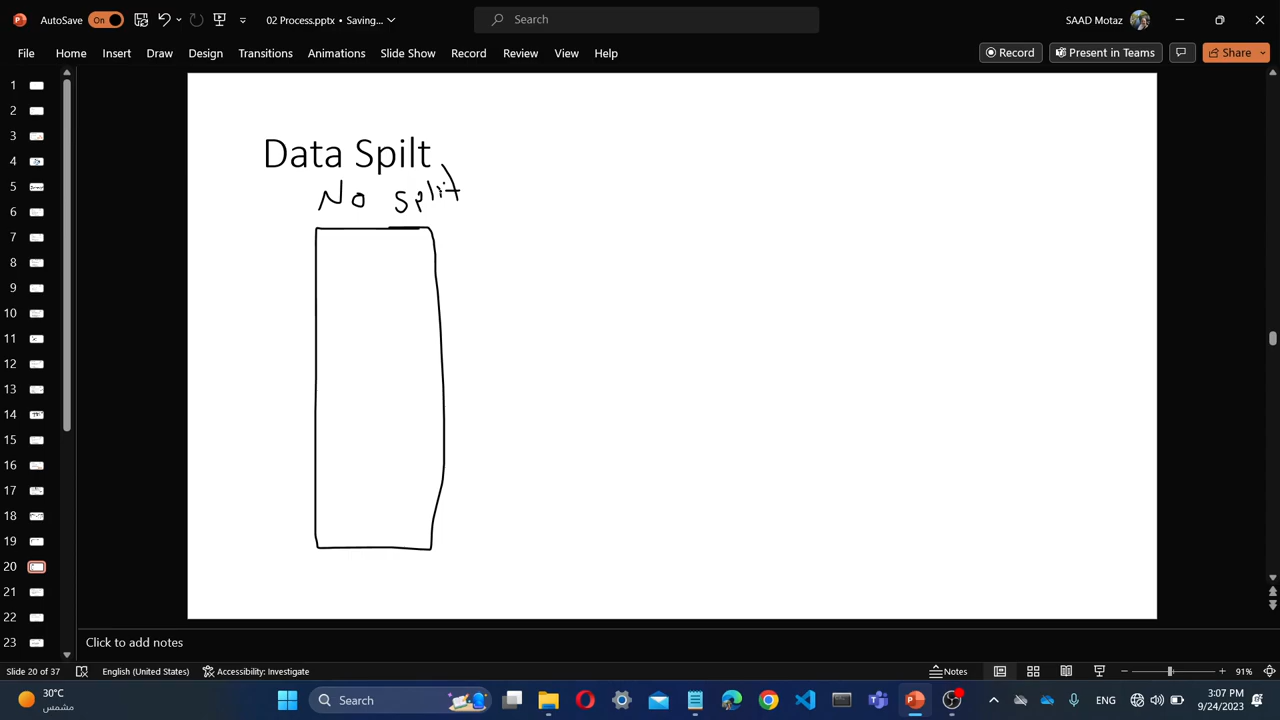 AutoSave On 02 Process.pptx • Saving... Search SAAD Motaz
File Home Insert Draw Design Transitions Animations Slide Show Record Review View Help Record Present in Teams Share
1
2
3
4
5
6
7
8
9
10
11
12
13
14
15
16
17
18
19
20
21
22
23
Data Spilt
No split
Click to add notes
Slide 20 of 37 English (United States) Accessibility: Investigate Notes 91%
30°C
مشمس
Search
ENG
3:07 PM
9/24/2023